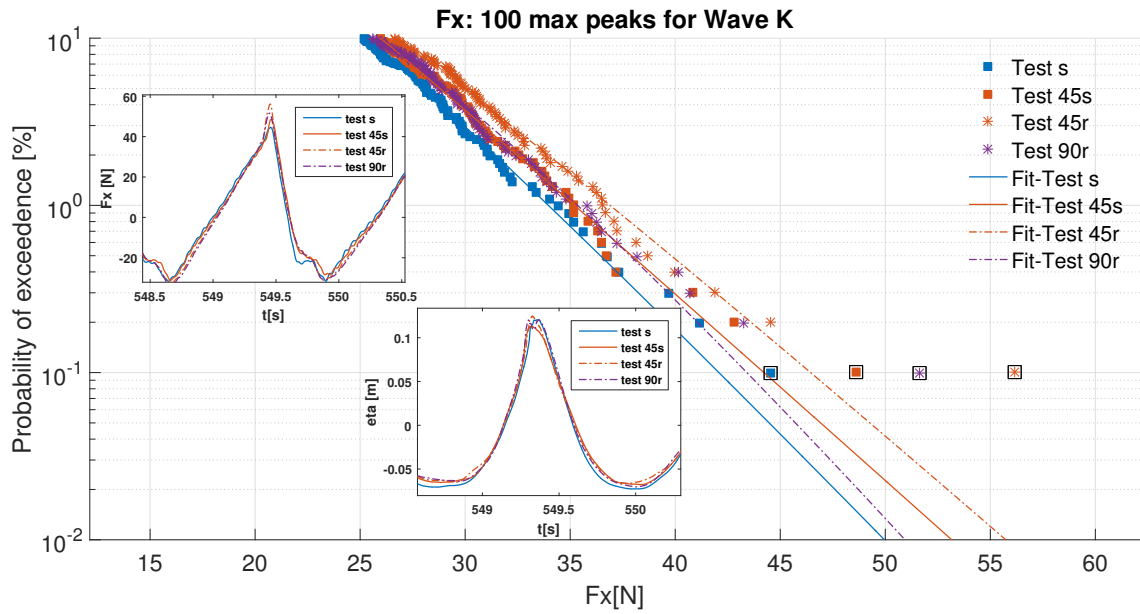 Fx: 100 max peaks for Wave K
Probability of exceedence [%]
10^1
10^0
10^-1
10^-2
15 20 25 30 35 40 45 50 55 60
Fx[N]
Test s
Test 45s
Test 45r
Test 90r
Fit-Test s
Fit-Test 45s
Fit-Test 45r
Fit-Test 90r
Fx [N]
60
40
20
0
-20
548.5 549 549.5 550 550.5
t[s]
test s
test 45s
test 45r
test 90r
eta [m]
0.1
0.05
0
-0.05
549 549.5 550
t[s]
test s
test 45s
test 45r
test 90r